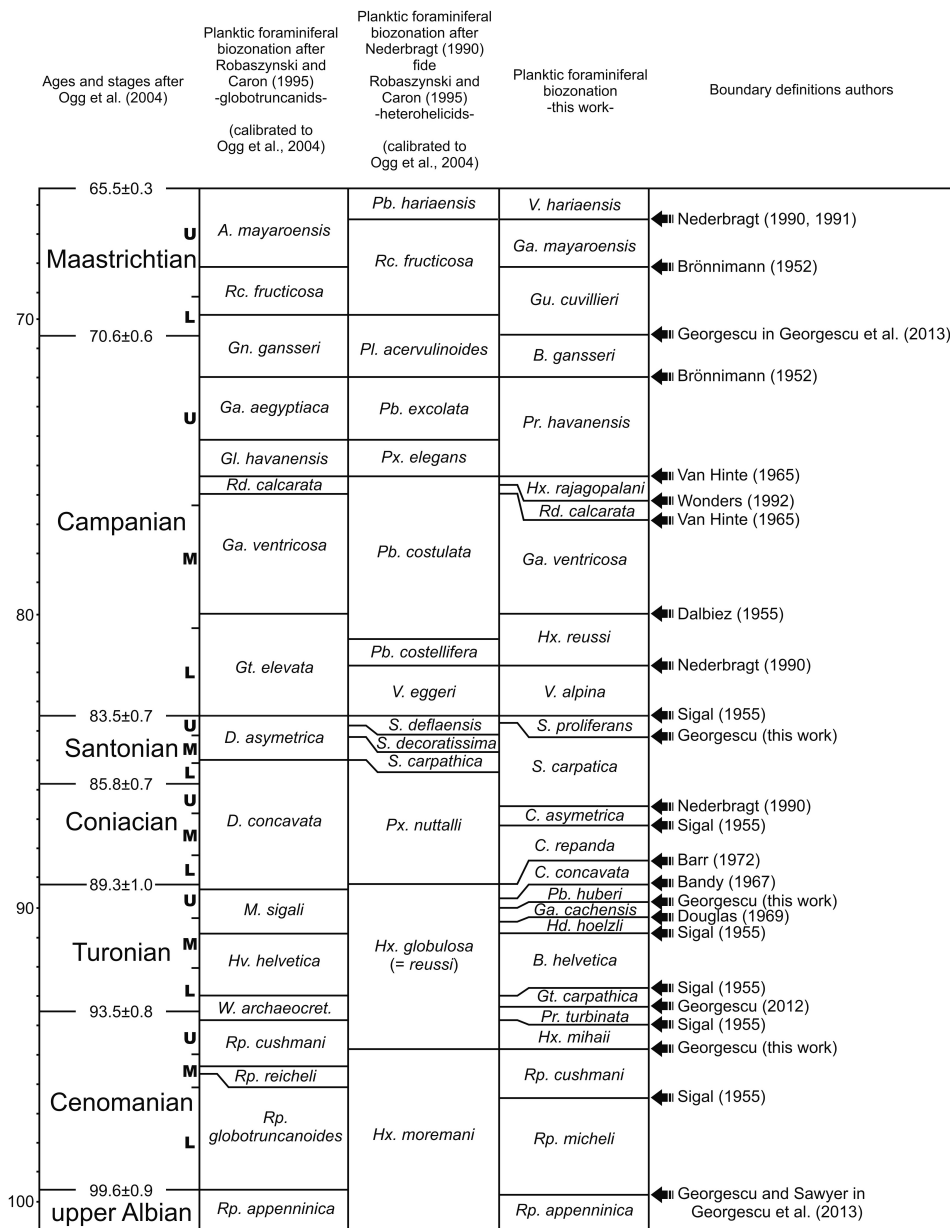 Ages and stages after
Ogg et al. (2004)
Planktic foraminiferal
biozonation after
Robaszynski and
Caron (1995)
-globotruncanids-
(calibrated to
Ogg et al., 2004)
Planktic foraminiferal
biozonation after
Nederbragt (1990)
fide
Robaszynski and
Caron (1995)
-heterohelicids-
(calibrated to
Ogg et al., 2004)
Planktic foraminiferal
biozonation
-this work-
Boundary definitions authors
65.5±0.3
U
Maastrichtian
L
70
70.6±0.6
U
Campanian
M
80
L
83.5±0.7
U
Santonian
M
L
85.8±0.7
U
Coniacian
M
L
89.3±1.0
U
90
M
Turonian
L
93.5±0.8
U
M
Cenomanian
L
99.6±0.9
100
upper Albian
A. mayaroensis
Rc. fructicosa
Gn. gansseri
Ga. aegyptiaca
Gl. havanensis
Rd. calcarata
Ga. ventricosa
Gt. elevata
D. asymetrica
D. concavata
M. sigali
Hv. helvetica
W. archaeocret.
Rp. cushmani
Rp. reicheli
Rp.
globotruncanoides
Rp. appenninica
Pb. hariaensis
Rc. fructicosa
Pl. acervulinoides
Pb. excolata
Px. elegans
Pb. costulata
Pb. costellifera
V. eggeri
S. deflaensis
S. decoratissima
S. carpathica
Px. nuttalli
Hx. globulosa
(= reussi)
Hx. moremani
V. hariaensis
Ga. mayaroensis
Gu. cuvillieri
B. gansseri
Pr. havanensis
Hx. rajagopalani
Rd. calcarata
Ga. ventricosa
Hx. reussi
V. alpina
S. proliferans
S. carpatica
C. asymetrica
C. repanda
C. concavata
Pb. huberi
Ga. cachensis
Hd. hoelzli
B. helvetica
Gt. carpathica
Pr. turbinata
Hx. mihaii
Rp. cushmani
Rp. micheli
Rp. appenninica
Nederbragt (1990, 1991)
Brönnimann (1952)
Georgescu in Georgescu et al. (2013)
Brönnimann (1952)
Van Hinte (1965)
Wonders (1992)
Van Hinte (1965)
Dalbiez (1955)
Nederbragt (1990)
Sigal (1955)
Georgescu (this work)
Nederbragt (1990)
Sigal (1955)
Barr (1972)
Bandy (1967)
Georgescu (this work)
Douglas (1969)
Sigal (1955)
Sigal (1955)
Georgescu (2012)
Sigal (1955)
Georgescu (this work)
Sigal (1955)
Georgescu and Sawyer in
Georgescu et al. (2013)